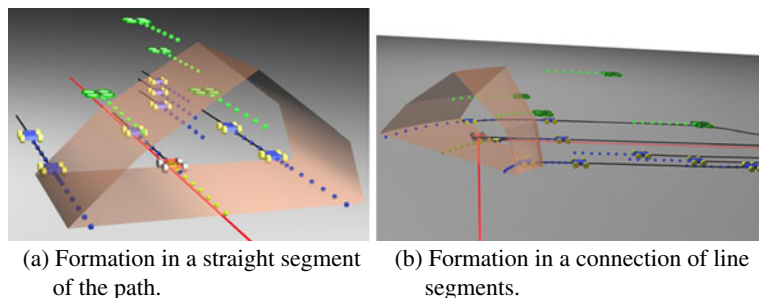 (a) Formation in a straight segment
of the path.
(b) Formation in a connection of line
segments.